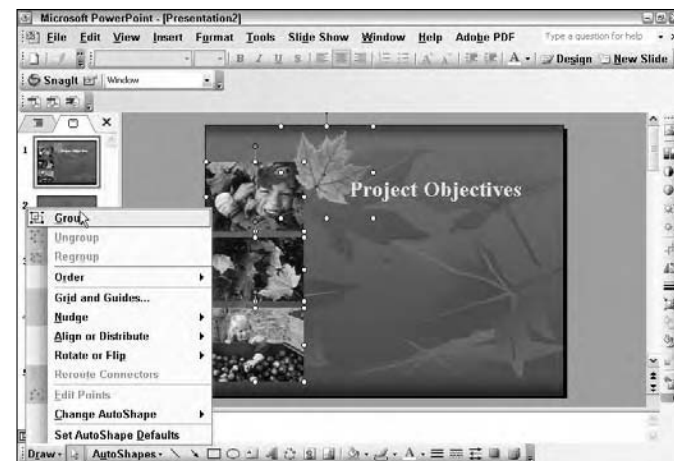 Microsoft PowerPoint - [Presentation2]
File Edit View Insert Format Tools Slide Show Window Help Adobe PDF Type a question for help
B I U S A A A Design New Slide
SnagIt Window
1
Project Objectives
2
Group
Ungroup
Regroup
Order
Grid and Guides...
Nudge
Align or Distribute
Rotate or Flip
Reroute Connectors
Edit Points
Change AutoShape
Set AutoShape Defaults
Draw AutoShapes A